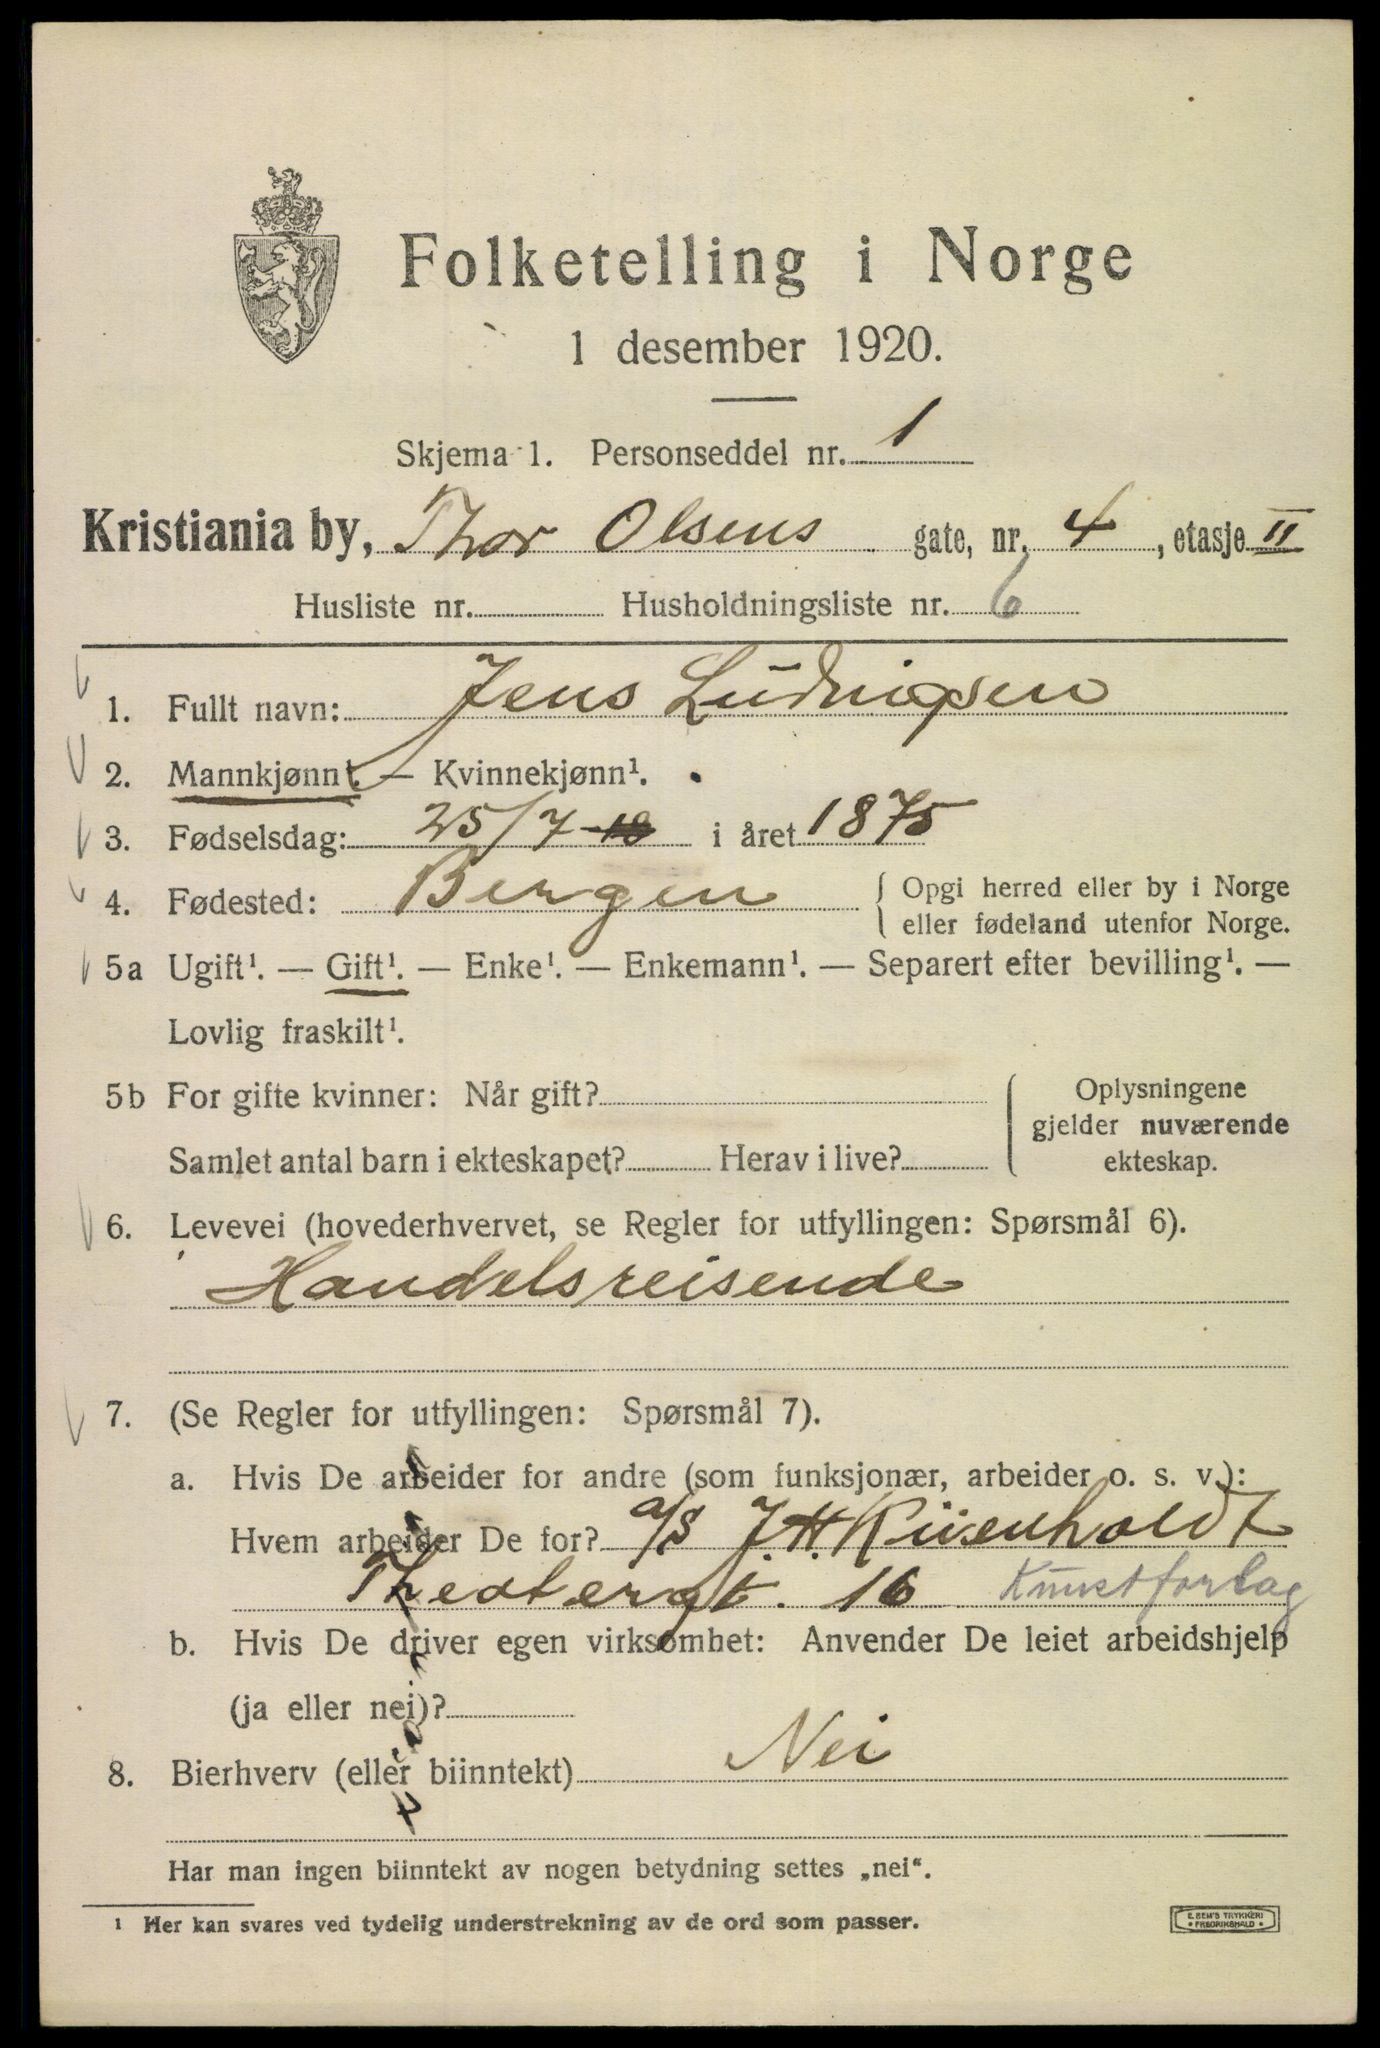 Folketelling i Norge
1 desember 1920.
Skjema 1. Personseddel nr. 1
Kristiania by, Thor Olsens gate, nr. 4, etasje II
Husliste nr. Husholdningsliste nr. 6
1. Fullt navn: Jens Ludvigsen
2. Mannkjønn¹. — Kvinnekjønn¹.
3. Fødselsdag: 25/7 18 i året 1875
4. Fødested: Bergen { Opgi herred eller by i Norge
eller fødeland utenfor Norge.
5a Ugift¹. — Gift¹. — Enke¹. — Enkemann¹. — Separert efter bevilling¹. —
Lovlig fraskilt¹.
5b For gifte kvinner: Når gift? Oplysningene
gjelder nuværende
Samlet antal barn i ekteskapet? Herav i live? ekteskap.
6. Levevei (hovederhvervet, se Regler for utfyllingen: Spørsmål 6).
Handelsreisende
7. (Se Regler for utfyllingen: Spørsmål 7).
a. Hvis De arbeider for andre (som funksjonær, arbeider o. s. v.):
Hvem arbeider De for? a/s J. H. Küenholdt
Theatergt. 16 Kunstforlag
b. Hvis De driver egen virksomhet: Anvender De leiet arbeidshjelp
(ja eller nei)?
8. Bierhverv (eller biinntekt) Nei
Har man ingen biinntekt av nogen betydning settes „nei“.
¹ Her kan svares ved tydelig understrekning av de ord som passer.
E. SEM'S TRYKKERI
• FREDRIKSHALD •